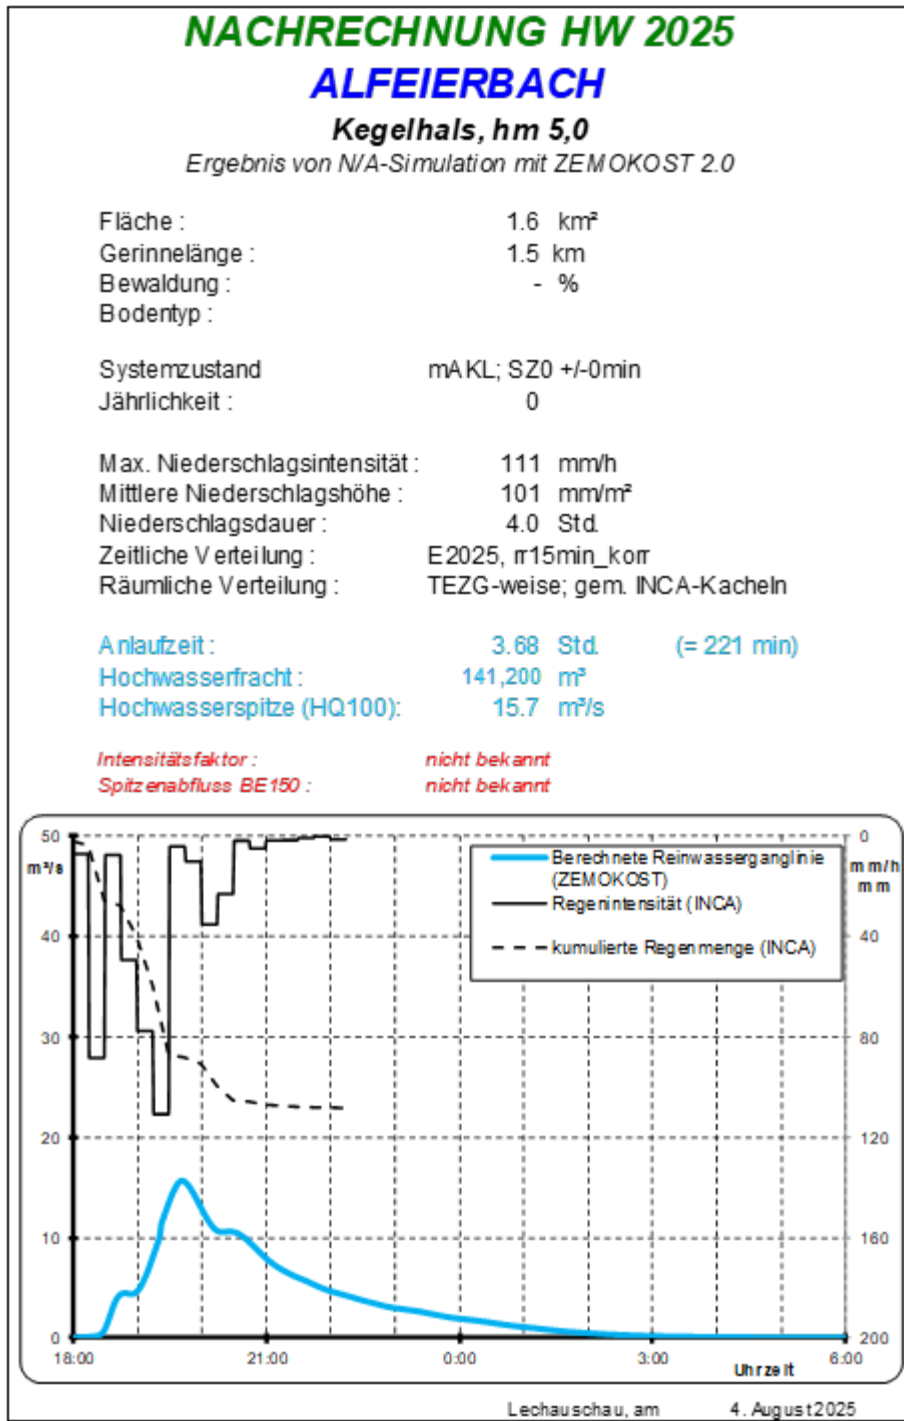 NACHRECHNUNG HW 2025
ALFEIERBACH
Kegelhals, hm 5,0
Ergebnis von N/A-Simulation mit ZEMOKOST 2.0
Fläche : 1.6 km²
Gerinnelänge : 1.5 km
Bewaldung : - %
Bodentyp :
Systemzustand mAKL; SZ0 +/-0min
Jährlichkeit : 0
Max. Niederschlagsintensität : 111 mm/h
Mittlere Niederschlagshöhe : 101 mm/m²
Niederschlagsdauer : 4.0 Std.
Zeitliche Verteilung : E2025, rr15min_korr
Räumliche Verteilung : TEZG-weise; gem. INCA-Kacheln
Anlaufzeit : 3.68 Std. (= 221 min)
Hochwasserfracht : 141,200 m³
Hochwasserspitze (HQ100): 15.7 m³/s
Intensitätsfaktor : nicht bekannt
Spitzenabfluss BE150 : nicht bekannt
50 0
m³/s mm/h
mm
Berechnete Reinwasserganglinie
(ZEMOKOST)
Regenintensität (INCA)
kumulierte Regenmenge (INCA)
40 40
30 80
20 120
10 160
0 200
18:00 21:00 0:00 3:00 6:00
Uhrzeit
Lechauschau, am 4. August 2025